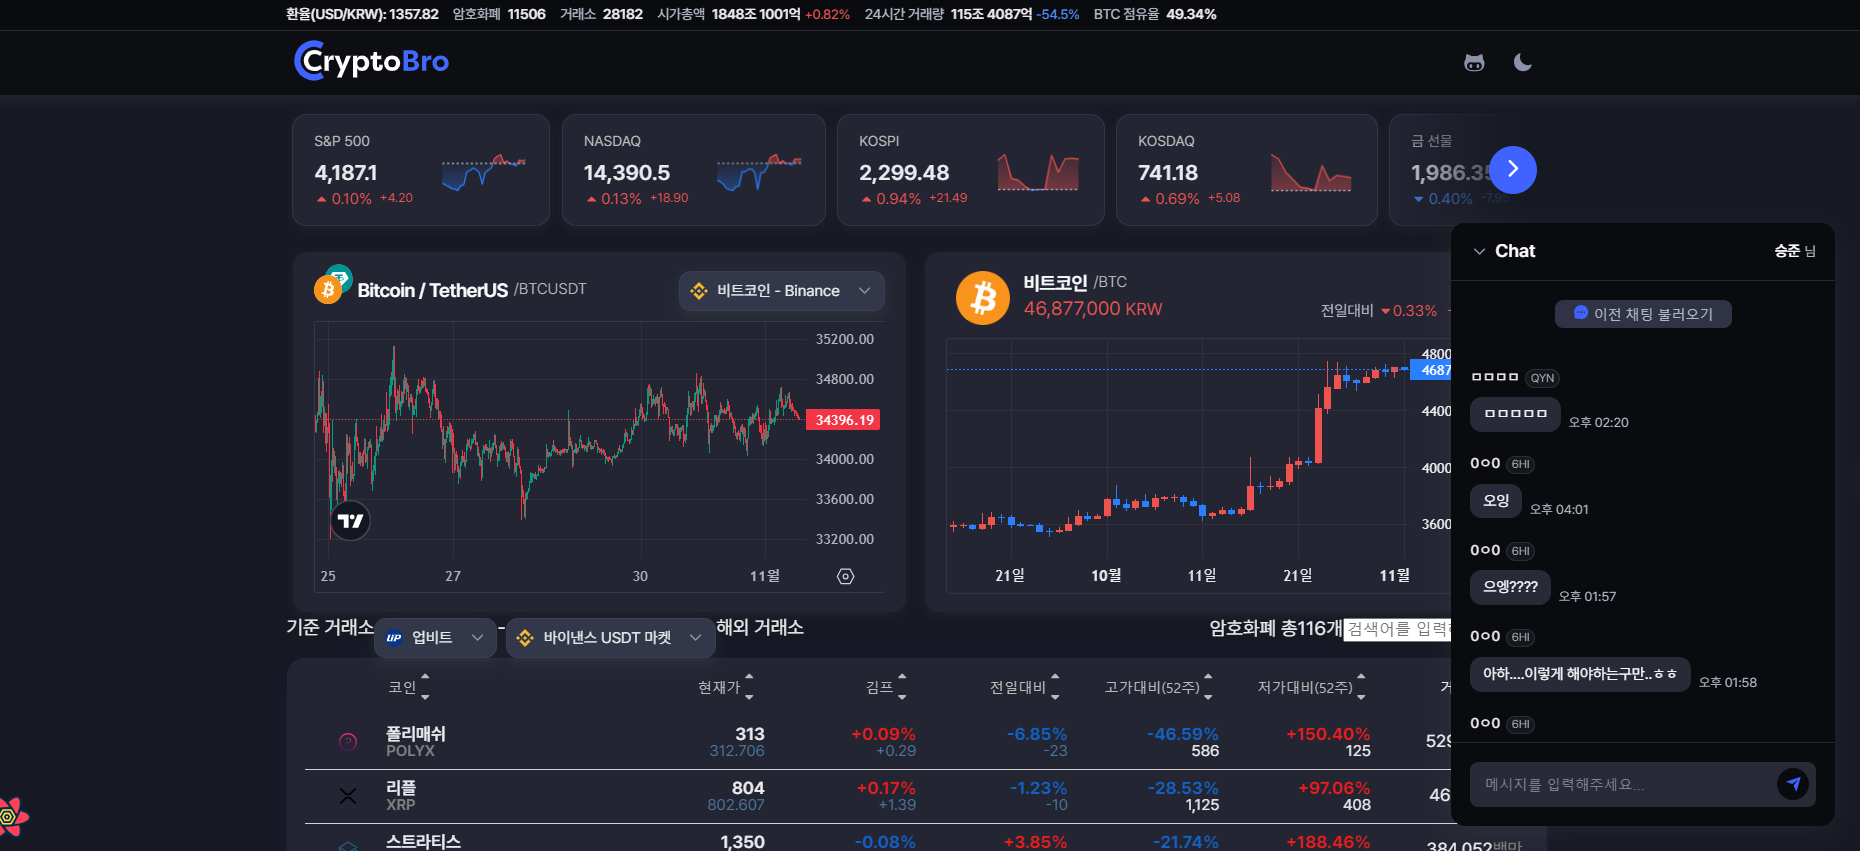 환율(USD/KRW): 1357.82 암호화폐 11506 거래소 28182 시가총액 1848조 1001억 +0.82% 24시간 거래량 115조 4087억 -54.5% BTC 점유율 49.34%
CryptoBro
S&P 500
4,187.1
0.10% +4.20
NASDAQ
14,390.5
0.13% +18.90
KOSPI
2,299.48
0.94% +21.49
KOSDAQ
741.18
0.69% +5.08
금 선물
1,986.35
0.40% -7.95
Bitcoin / TetherUS /BTCUSDT
비트코인 - Binance
35200.00
34800.00
34396.19
34000.00
33600.00
33200.00
25 27 30 11월
비트코인 /BTC
46,877,000 KRW
전일대비 0.33%
4800
4687
4400
4000
3600
21일 10월 11일 21일 11월
기준 거래소 업비트 - 바이낸스 USDT 마켓 해외 거래소
암호화폐 총116개 검색어를 입력
코인 현재가 김프 전일대비 고가대비(52주) 저가대비(52주) 거
폴리매쉬 313 +0.09% -6.85% -46.59% +150.40% 529
POLYX 312.706 +0.29 -23 586 125
리플 804 +0.17% -1.23% -28.53% +97.06% 46
XRP 802.607 +1.39 -10 1,125 408
스트라티스 1,350 -0.08% +3.85% -21.74% +188.46% 384,052백만
Chat
승준 님
이전 채팅 불러오기
ㅁㅁㅁㅁ QYN
ㅁㅁㅁㅁㅁ 오후 02:20
0ㅇ0 6HI
오잉 오후 04:01
0ㅇ0 6HI
으엥???? 오후 01:57
0ㅇ0 6HI
아하....이렇게 해야하는구만..ㅎㅎ 오후 01:58
0ㅇ0 6HI
메시지를 입력해주세요...